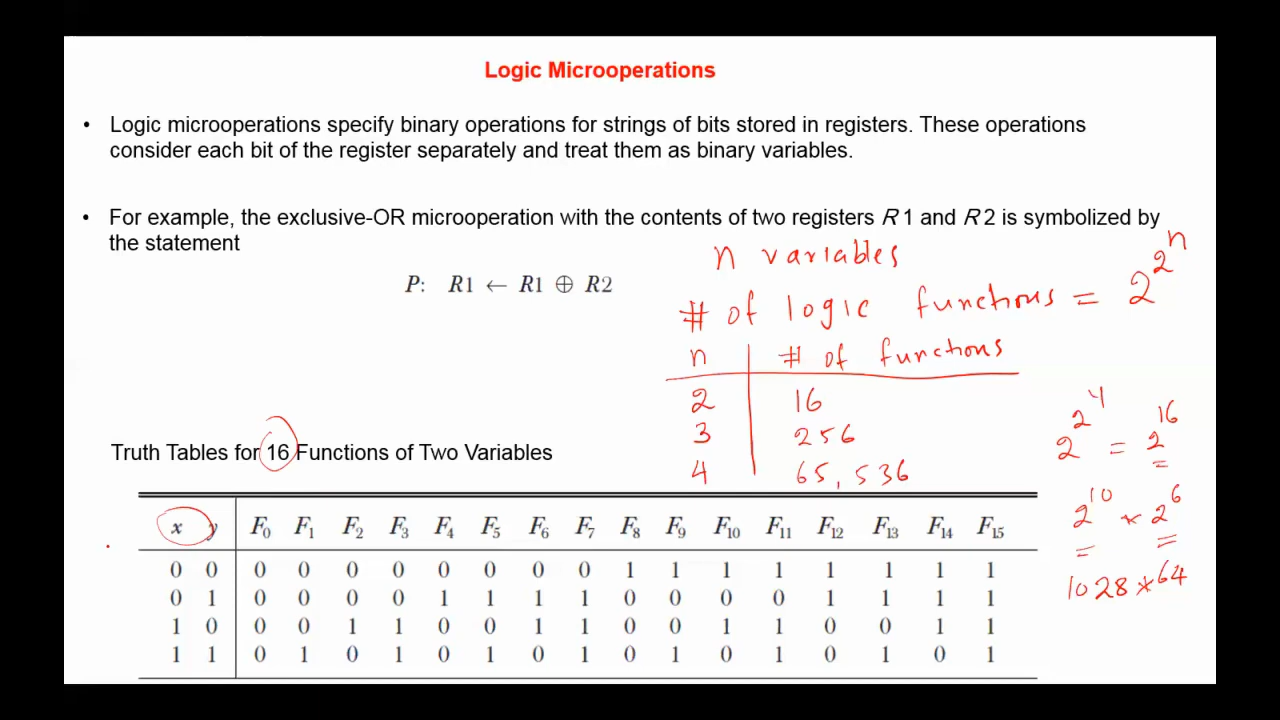 Logic Microoperations
• Logic microoperations specify binary operations for strings of bits stored in registers. These operations
consider each bit of the register separately and treat them as binary variables.
• For example, the exclusive-OR microoperation with the contents of two registers R1 and R2 is symbolized by
the statement
P: R1 ← R1 ⊕ R2
n variables
# of logic functions = 2^2^n
n | # of functions
2 | 16
3 | 256
4 | 65,536
2^2^4 = 2^16
2^10 * 2^6
1028 * 64
Truth Tables for 16 Functions of Two Variables
x y F0 F1 F2 F3 F4 F5 F6 F7 F8 F9 F10 F11 F12 F13 F14 F15
0 0 0 0 0 0 0 0 0 0 1 1 1 1 1 1 1 1
0 1 0 0 0 0 1 1 1 1 0 0 0 0 1 1 1 1
1 0 0 0 1 1 0 0 1 1 0 0 1 1 0 0 1 1
1 1 0 1 0 1 0 1 0 1 0 1 0 1 0 1 0 1